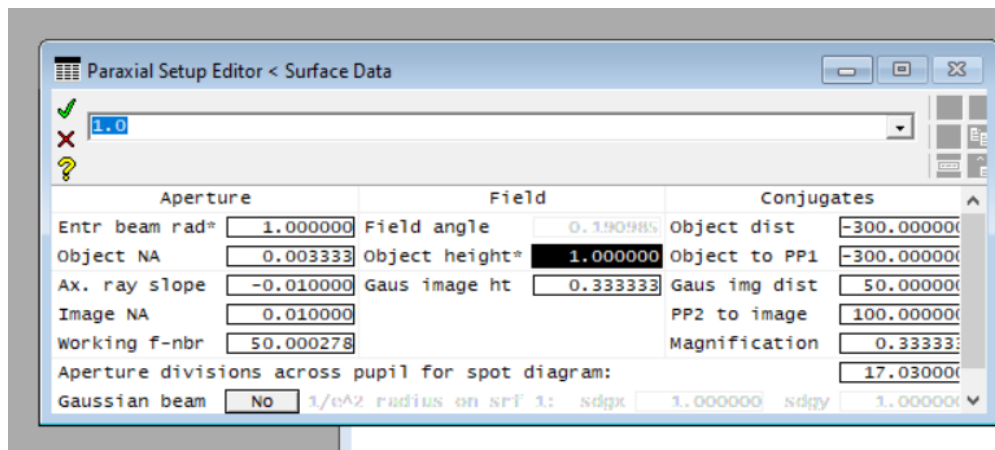 Paraxial Setup Editor < Surface Data
1.0
Aperture Field Conjugates
Entr beam rad* 1.000000 Field angle 0.190985 Object dist -300.000000
Object NA 0.003333 Object height* 1.000000 Object to PP1 -300.000000
Ax. ray slope -0.010000 Gaus image ht 0.333333 Gaus img dist 50.000000
Image NA 0.010000 PP2 to image 100.000000
Working f-nbr 50.000278 Magnification 0.333333
Aperture divisions across pupil for spot diagram: 17.030000
Gaussian beam No 1/e^2 radius on srf 1: sdgx 1.000000 sdgy 1.000000